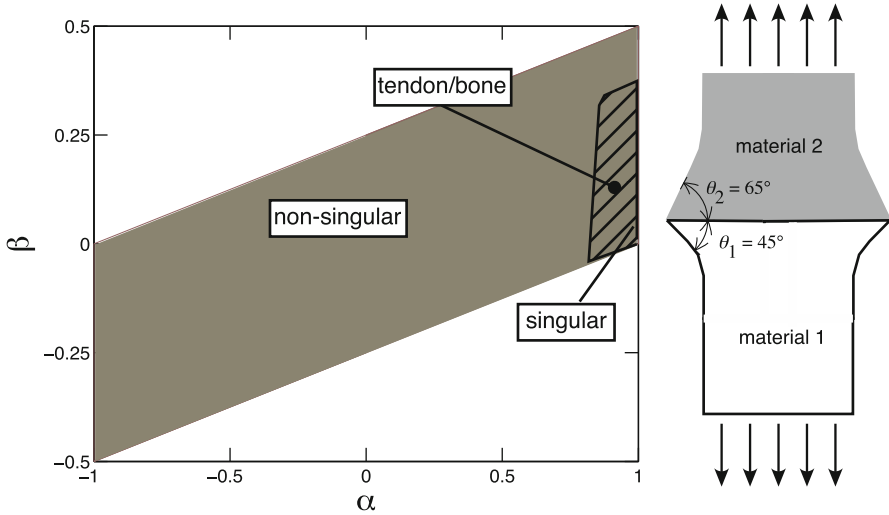 0.5
tendon/bone
0.25
material 2
non-singular
θ2 = 65°
β
0
θ1 = 45°
singular
−0.25
material 1
−0.5
−1
−0.5
0
0.5
1
α